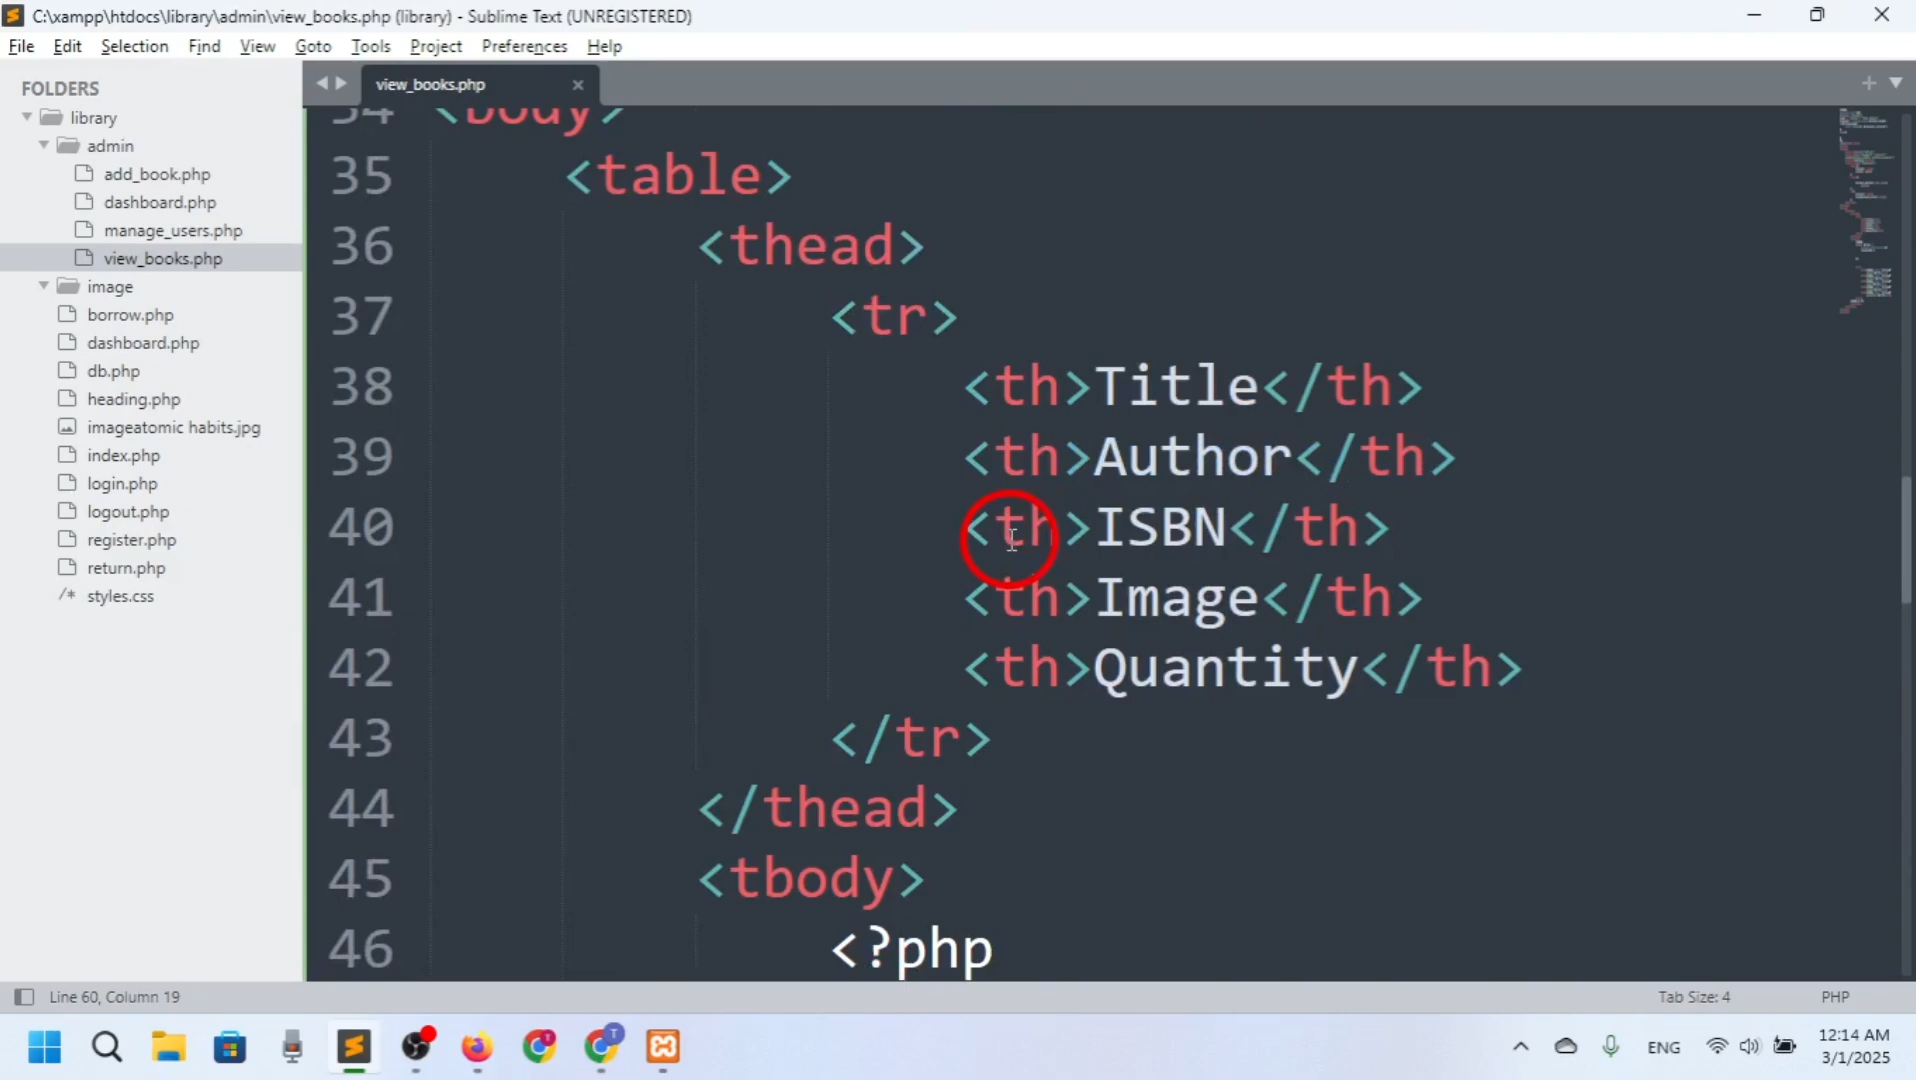 C:\xampp\htdocs\library\admin\view_books.php (library) - Sublime Text (UNREGISTERED)
File Edit Selection Find View Goto Tools Project Preferences Help
FOLDERS
library
admin
add_book.php
dashboard.php
manage_users.php
view_books.php
image
borrow.php
dashboard.php
db.php
heading.php
imageatomic habits.jpg
index.php
login.php
logout.php
register.php
return.php
/* styles.css
view_books.php
34 <body>
35 <table>
36 <thead>
37 <tr>
38 <th>Title</th>
39 <th>Author</th>
40 <th>ISBN</th>
41 <th>Image</th>
42 <th>Quantity</th>
43 </tr>
44 </thead>
45 <tbody>
46 <?php
Line 60, Column 19 Tab Size: 4 PHP
ENG 12:14 AM
3/1/2025